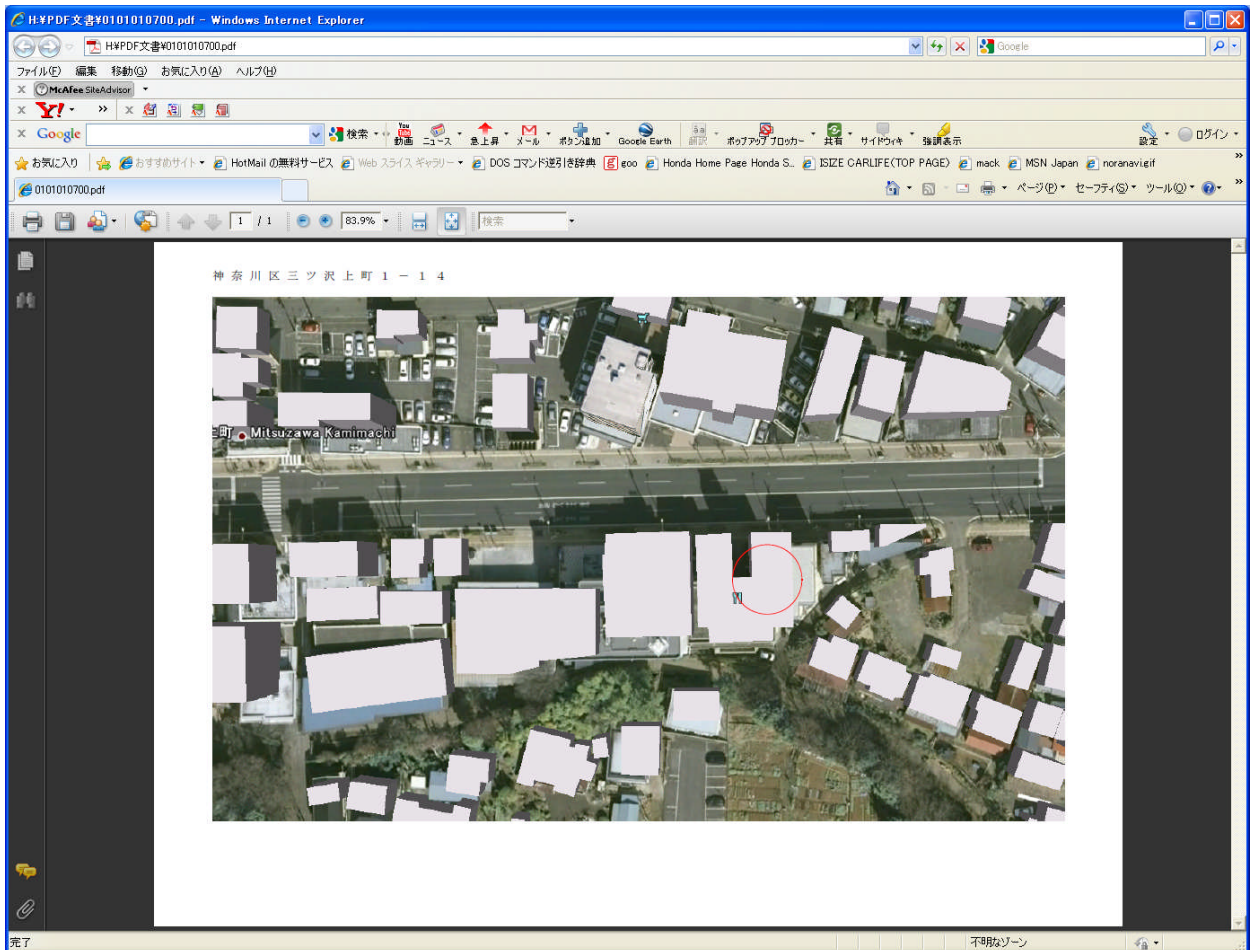 H:¥PDF文書¥0101010700.pdf - Windows Internet Explorer
H:¥PDF文書¥0101010700.pdf
Google
ファイル(F) 編集 移動(G) お気に入り(A) ヘルプ(H)
x McAfee SiteAdvisor
x Y! » x
x Google 検索 You Tube 動画 ニュース 急上昇 メール ボタン追加 Google Earth 翻訳 ポップアップ ブロッカー 共有 サイドウィキ 強調表示 設定 ログイン
お気に入り おすすめサイト HotMail の無料サービス Web スライス ギャラリー DOS コマンド逆引き辞典 goo Honda Home Page Honda S... ISIZE CARLIFE(TOP PAGE) mack MSN Japan noranavi.gif »
0101010700.pdf ページ(P) セーフティ(S) ツール(O) »
1 / 1 83.9% 検索
神奈川区三ツ沢上町1－14
町 Mitsuzawa Kamimachi
完了 不明なゾーン